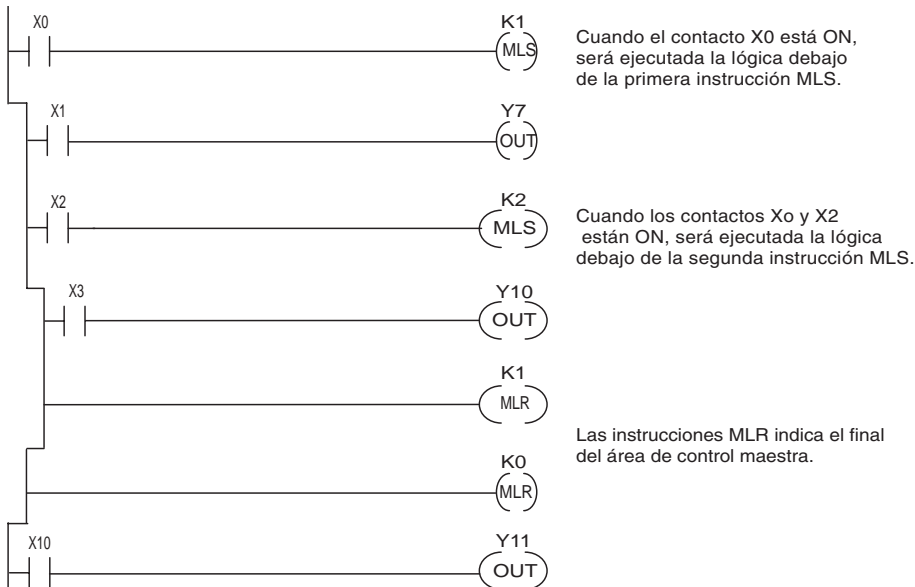 X0
K1
MLS
Cuando el contacto X0 está ON,
será ejecutada la lógica debajo
de la primera instrucción MLS.
X1
Y7
OUT
X2
K2
MLS
Cuando los contactos Xo y X2
están ON, será ejecutada la lógica
debajo de la segunda instrucción MLS.
X3
Y10
OUT
K1
MLR
Las instrucciones MLR indica el final
del área de control maestra.
K0
MLR
X10
Y11
OUT